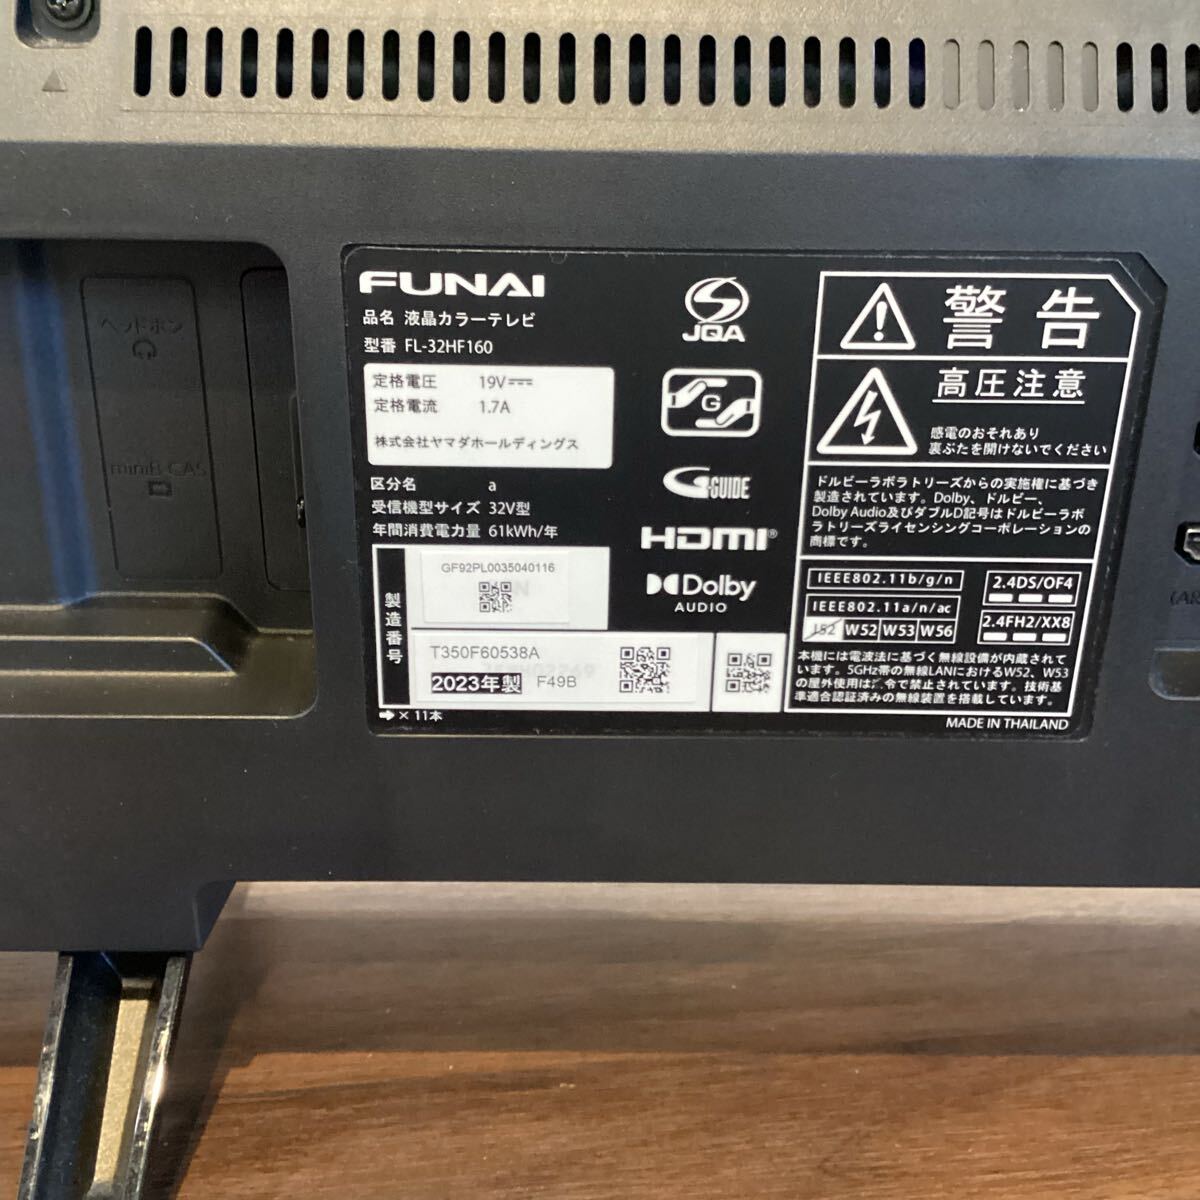 ヘッドホン
miniB-CAS
FUNAI
品名 液晶カラーテレビ
型番 FL-32HF160
定格電圧 19V
定格電流 1.7A
株式会社ヤマダホールディングス
区分名 a
受信機型サイズ 32V型
年間消費電力量 61kWh/年
製造番号
GF92PL0035040116
T350F60538A
2023年製 F49B
× 11本
JQA
G
G-GUIDE
HDMI®
Dolby
AUDIO
警告
高圧注意
感電のおそれあり
裏ぶたを開けないでください
ドルビーラボラトリーズからの実施権に基づき
製造されています。Dolby、ドルビー、
Dolby Audio及びダブルD記号はドルビーラボ
ラトリーズライセンシングコーポレーションの
商標です。
IEEE802.11b/g/n
IEEE802.11a/n/ac
J52 W52 W53 W56
2.4DS/OF4
2.4FH2/XX8
本機には電波法に基づく無線設備が内蔵されて
います。5GHz帯の無線LANにおけるW52、W53
の屋外使用は法令で禁止されています。技術基
準適合認証済みの無線装置を搭載しています。
MADE IN THAILAND
(AR